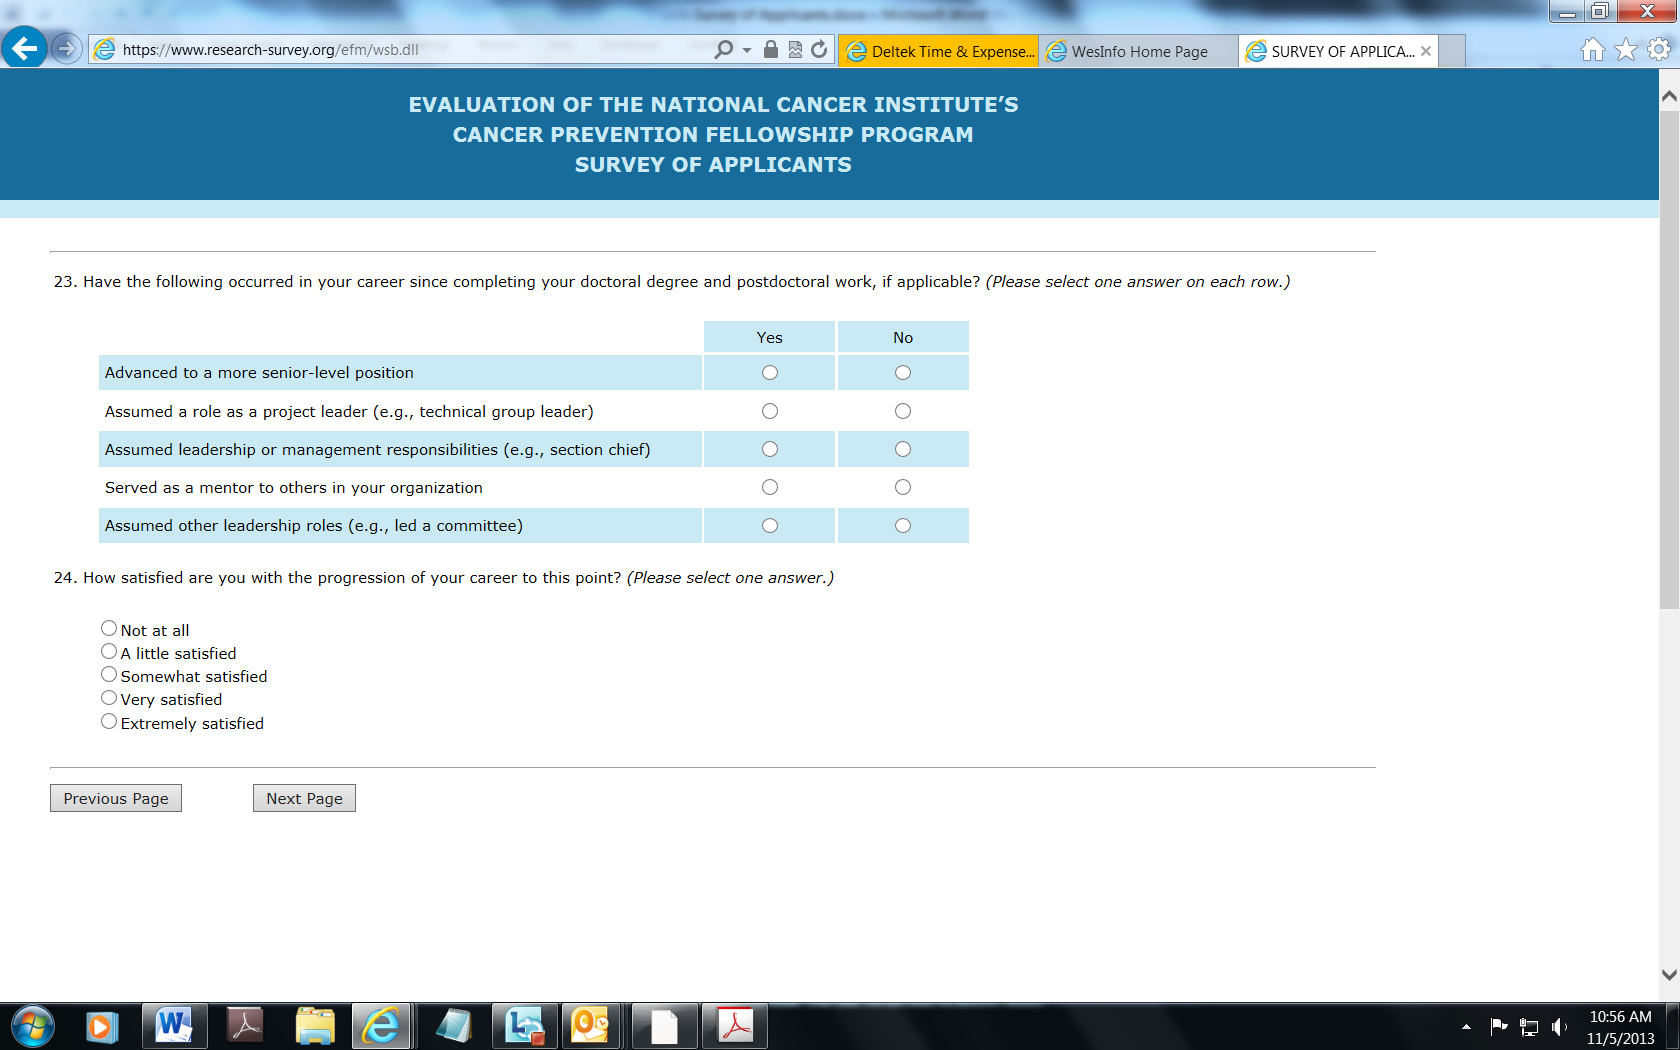 Survey of Applicants.docx - Microsoft Word
https://www.research-survey.org/efm/wsb.dll
Deltek Time & Expense...
WesInfo Home Page
SURVEY OF APPLICA...
EVALUATION OF THE NATIONAL CANCER INSTITUTE’S
CANCER PREVENTION FELLOWSHIP PROGRAM
SURVEY OF APPLICANTS
23. Have the following occurred in your career since completing your doctoral degree and postdoctoral work, if applicable? (Please select one answer on each row.)
Yes No
Advanced to a more senior-level position
Assumed a role as a project leader (e.g., technical group leader)
Assumed leadership or management responsibilities (e.g., section chief)
Served as a mentor to others in your organization
Assumed other leadership roles (e.g., led a committee)
24. How satisfied are you with the progression of your career to this point? (Please select one answer.)
Not at all
A little satisfied
Somewhat satisfied
Very satisfied
Extremely satisfied
Previous Page Next Page
10:56 AM
11/5/2013